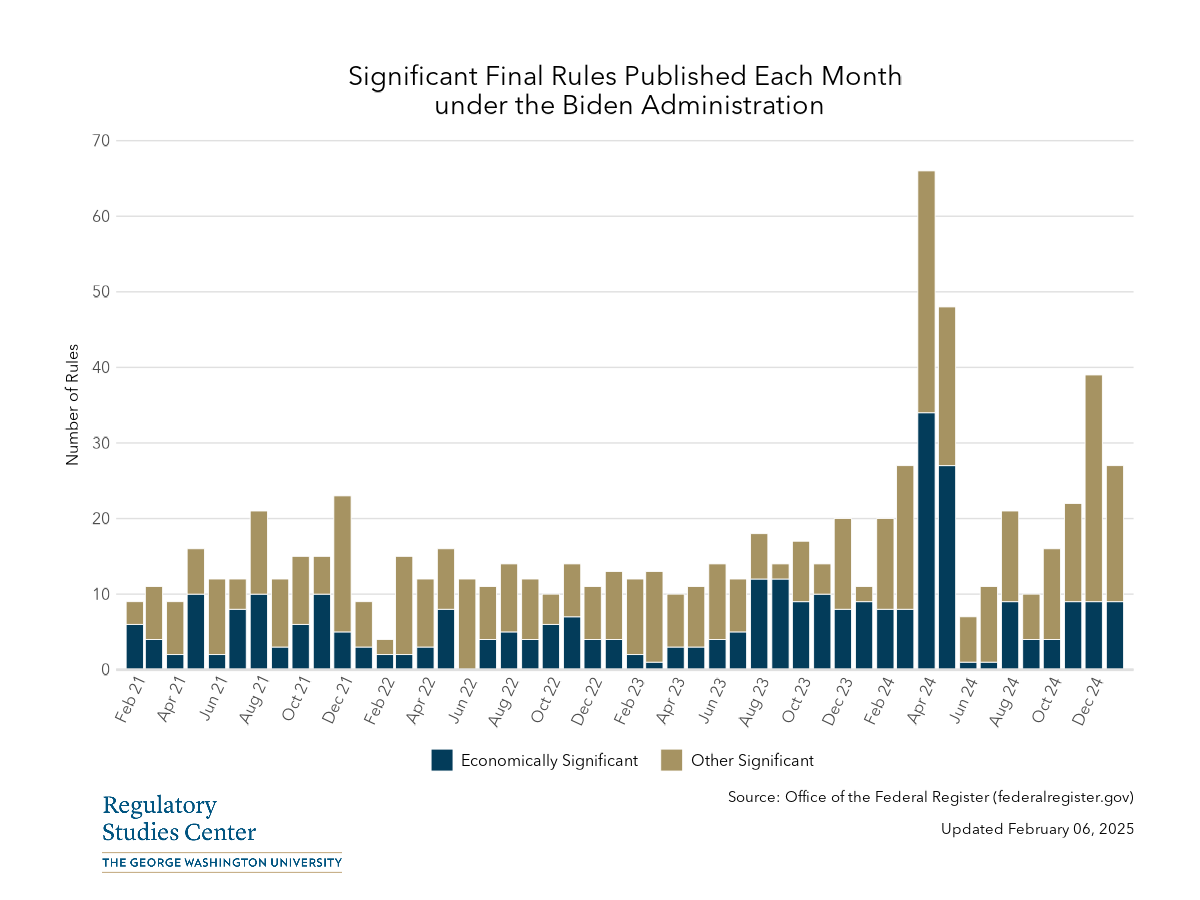 Significant Final Rules Published Each Month
under the Biden Administration
70
60
50
40
30
20
10
0
Number of Rules
Feb 21
Apr 21
Jun 21
Aug 21
Oct 21
Dec 21
Feb 22
Apr 22
Jun 22
Aug 22
Oct 22
Dec 22
Feb 23
Apr 23
Jun 23
Aug 23
Oct 23
Dec 23
Feb 24
Apr 24
Jun 24
Aug 24
Oct 24
Dec 24
Economically Significant
Other Significant
Regulatory
Studies Center
THE GEORGE WASHINGTON UNIVERSITY
Source: Office of the Federal Register (federalregister.gov)
Updated February 06, 2025